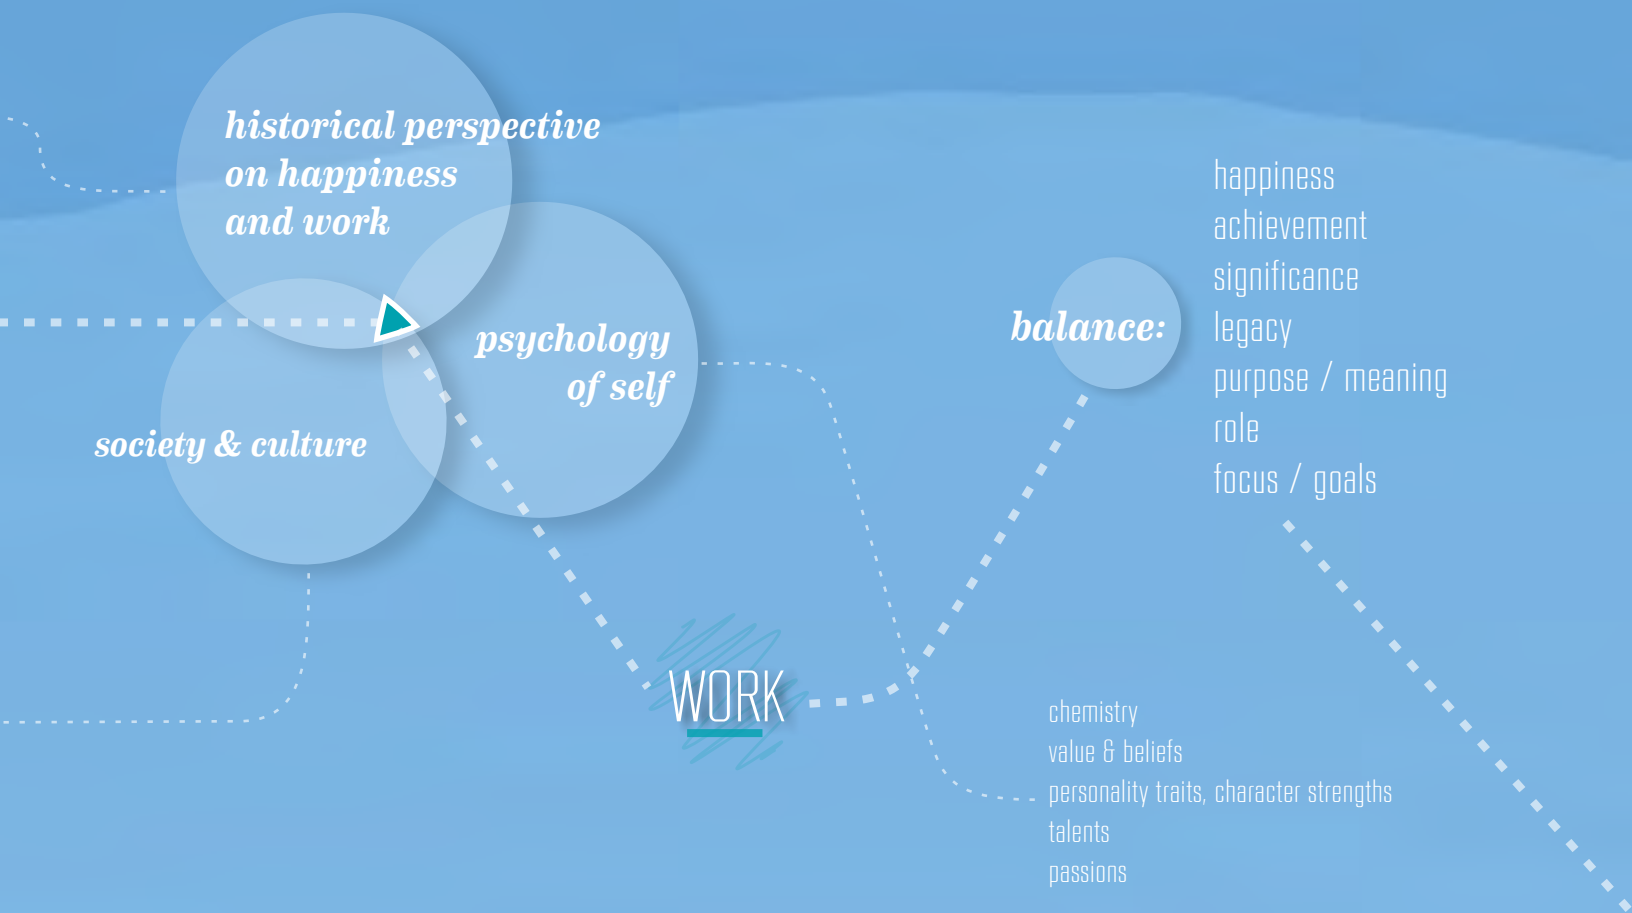 historical perspective
on happiness
and work
psychology
of self
society & culture
balance:
happiness
achievement
significance
legacy
purpose / meaning
role
focus / goals
WORK
chemistry
value & beliefs
personality traits, character strengths
talents
passions